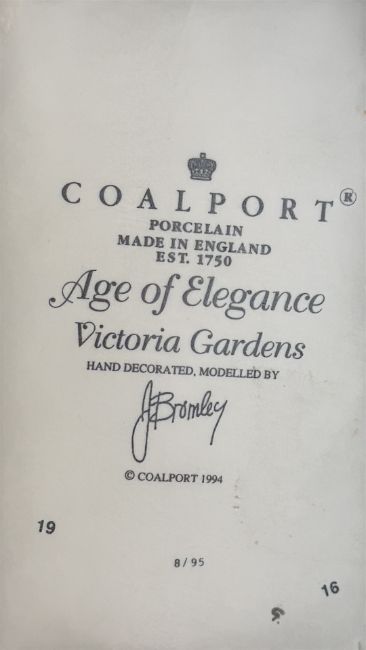 COALPORT®
PORCELAIN
MADE IN ENGLAND
EST. 1750
Age of Elegance
Victoria Gardens
HAND DECORATED, MODELLED BY
J Bromley
© COALPORT 1994
19
8/95
16